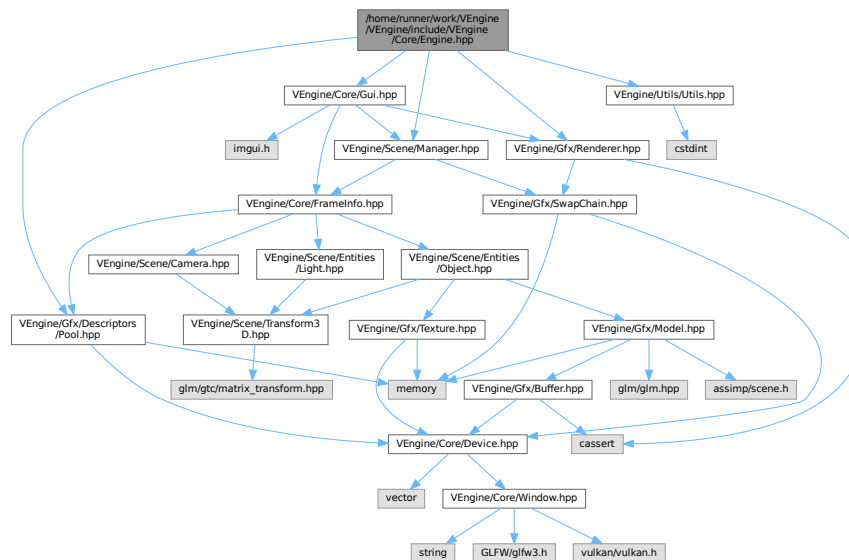 /home/runner/work/VEngine
/VEngine/include/VEngine
/Core/Engine.hpp
VEngine/Core/Gui.hpp
VEngine/Utils/Utils.hpp
imgui.h
VEngine/Scene/Manager.hpp
VEngine/Gfx/Renderer.hpp
cstdint
VEngine/Core/FrameInfo.hpp
VEngine/Gfx/SwapChain.hpp
VEngine/Scene/Camera.hpp
VEngine/Scene/Entities
/Light.hpp
VEngine/Scene/Entities
/Object.hpp
VEngine/Gfx/Descriptors
/Pool.hpp
VEngine/Scene/Transform3
D.hpp
VEngine/Gfx/Texture.hpp
VEngine/Gfx/Model.hpp
glm/gtc/matrix_transform.hpp
memory
VEngine/Gfx/Buffer.hpp
glm/glm.hpp
assimp/scene.h
VEngine/Core/Device.hpp
cassert
vector
VEngine/Core/Window.hpp
string
GLFW/glfw3.h
vulkan/vulkan.h